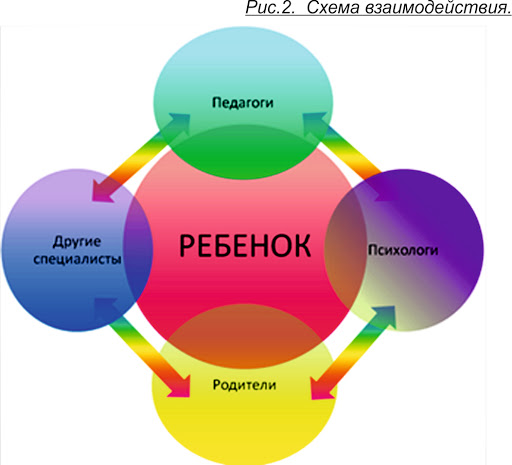 Рис.2. Схема взаимодействия.
Педагоги
Другие
специалисты
РЕБЕНОК
Психологи
Родители